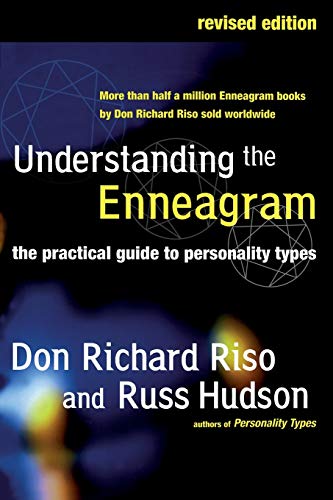 revised edition
More than half a million Enneagram books
by Don Richard Riso sold worldwide
Understanding the
Enneagram
the practical guide to personality types
Don Richard Riso
and Russ Hudson
authors of Personality Types